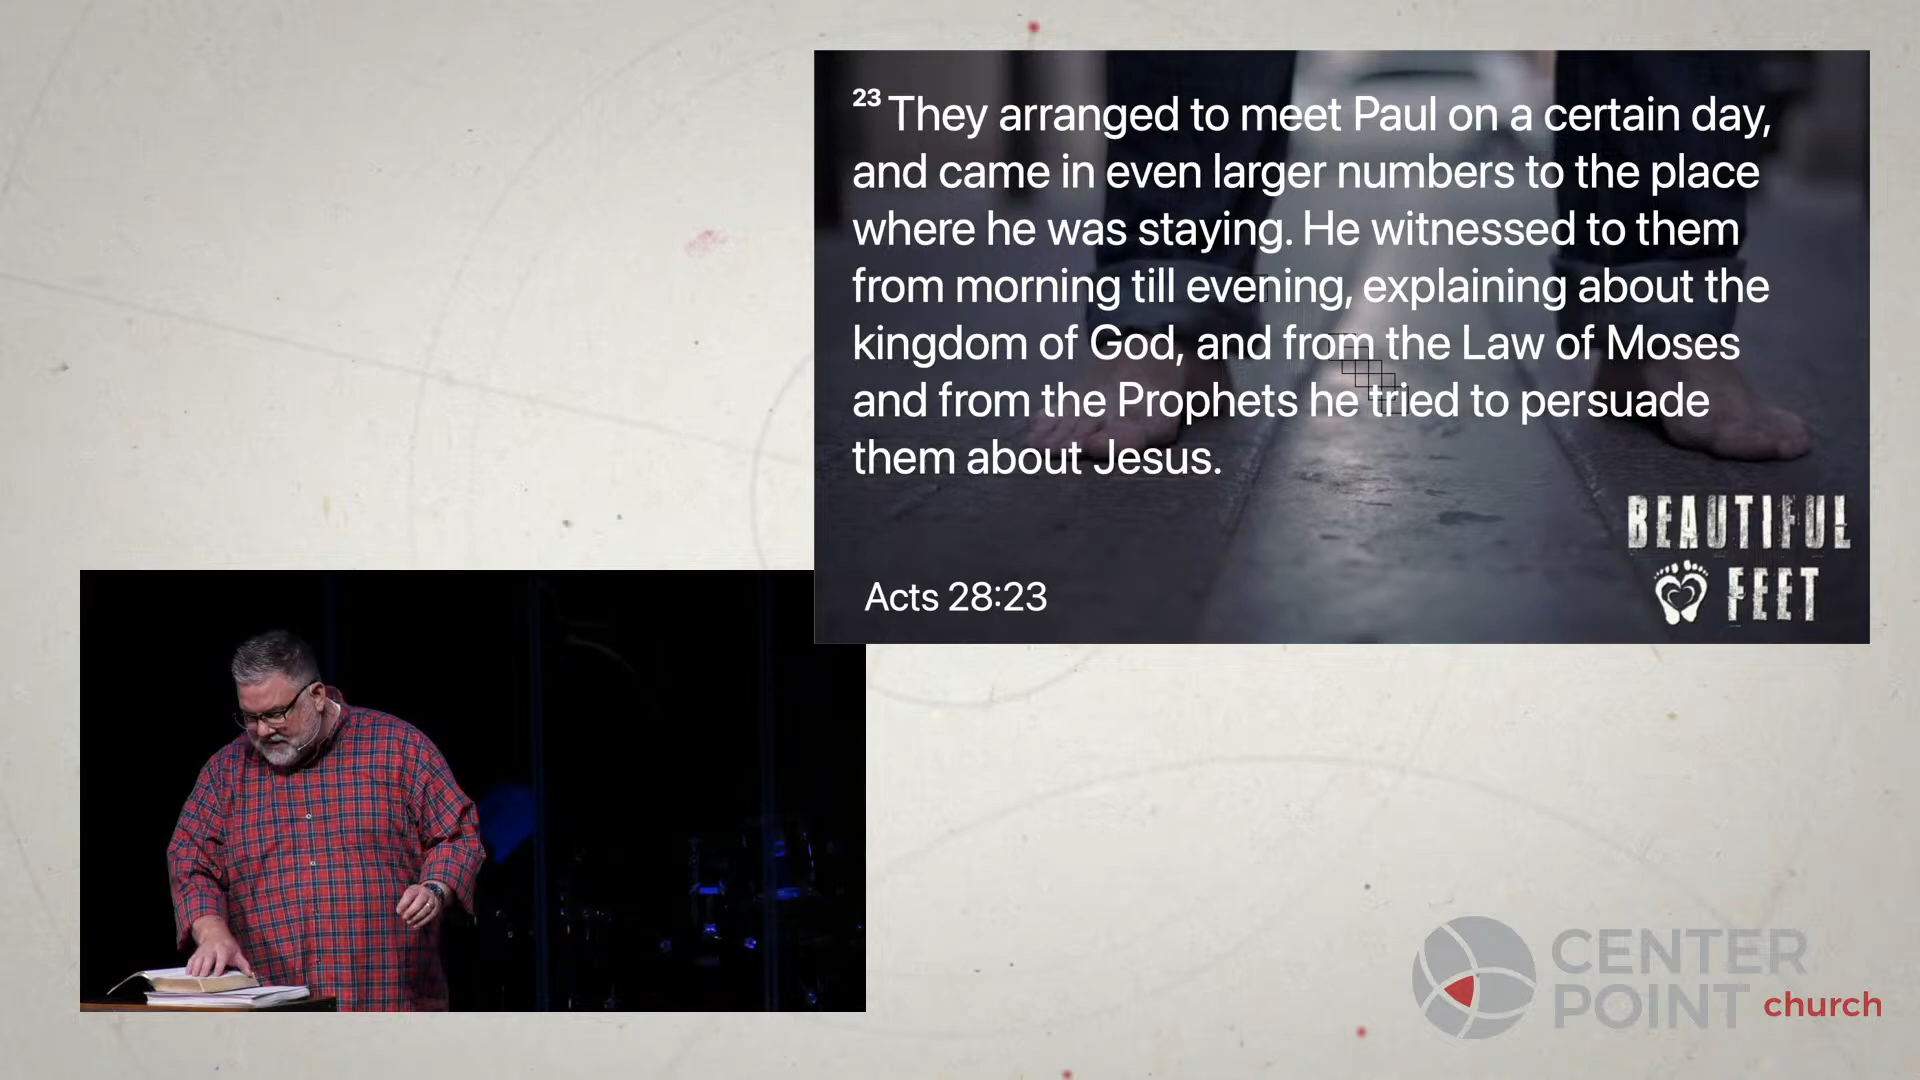 23 They arranged to meet Paul on a certain day,
and came in even larger numbers to the place
where he was staying. He witnessed to them
from morning till evening, explaining about the
kingdom of God, and from the Law of Moses
and from the Prophets he tried to persuade
them about Jesus.
Acts 28:23
BEAUTIFUL
FEET
CENTER
POINT church